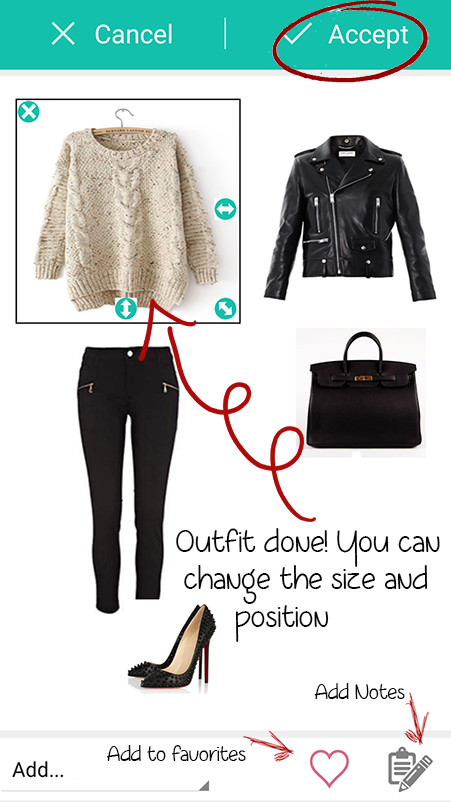 Cancel
Accept
Outfit done! You can
change the size and
position
Add Notes
Add to favorites
Add...